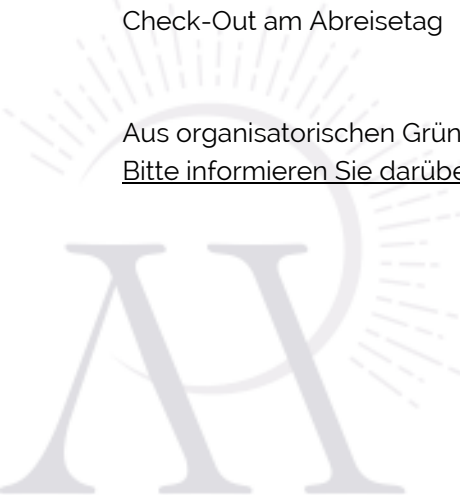 Check-Out am Abreisetag
Aus organisatorischen Grün
Bitte informieren Sie darübe